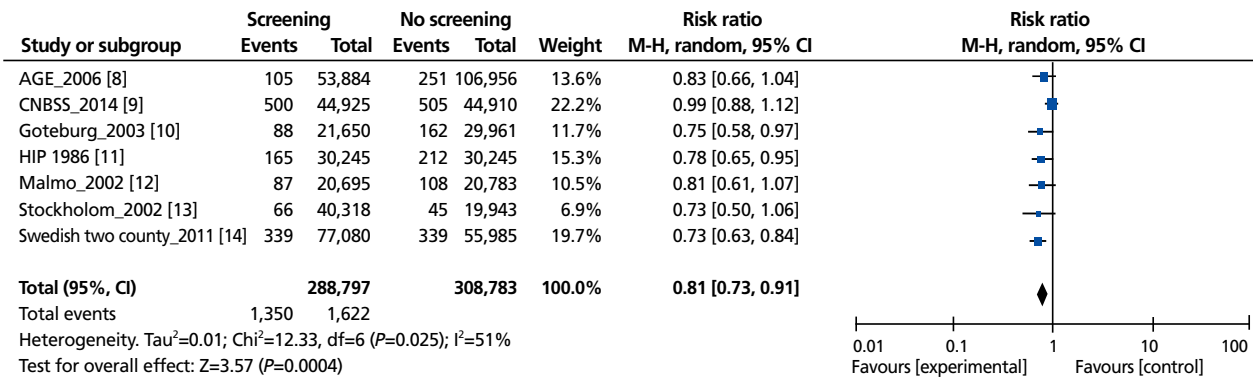 Screening No screening Risk ratio Risk ratio
Study or subgroup Events Total Events Total Weight M-H, random, 95% CI M-H, random, 95% CI
AGE_2006 [8] 105 53,884 251 106,956 13.6% 0.83 [0.66, 1.04]
CNBSS_2014 [9] 500 44,925 505 44,910 22.2% 0.99 [0.88, 1.12]
Goteburg_2003 [10] 88 21,650 162 29,961 11.7% 0.75 [0.58, 0.97]
HIP 1986 [11] 165 30,245 212 30,245 15.3% 0.78 [0.65, 0.95]
Malmo_2002 [12] 87 20,695 108 20,783 10.5% 0.81 [0.61, 1.07]
Stockholom_2002 [13] 66 40,318 45 19,943 6.9% 0.73 [0.50, 1.06]
Swedish two county_2011 [14] 339 77,080 339 55,985 19.7% 0.73 [0.63, 0.84]
Total (95%, CI) 288,797 308,783 100.0% 0.81 [0.73, 0.91]
Total events 1,350 1,622
Heterogeneity. Tau²=0.01; Chi²=12.33, df=6 (P=0.025); I²=51%
Test for overall effect: Z=3.57 (P=0.0004)
0.01 0.1 1 10 100
Favours [experimental] Favours [control]